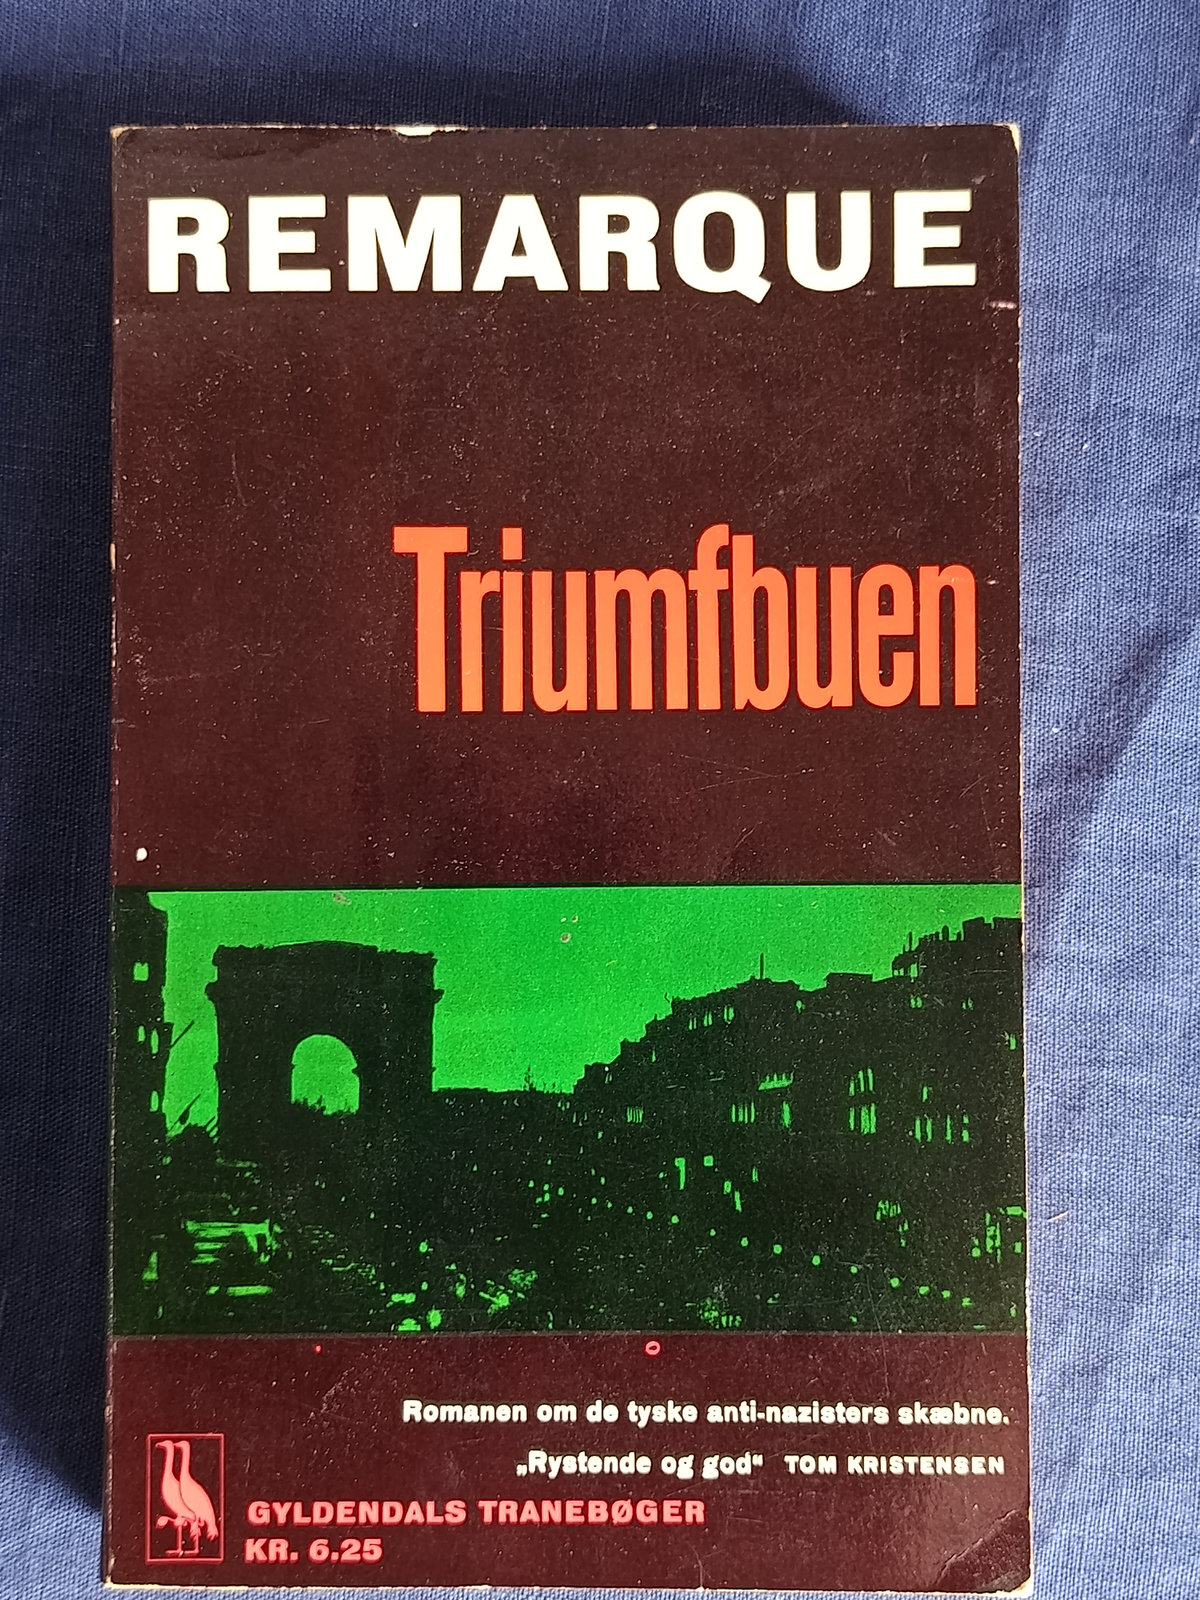 REMARQUE
Triumfbuen
Romanen om de tyske anti-nazisters skæbne.
„Rystende og god“ TOM KRISTENSEN
GYLDENDALS TRANEBØGER
KR. 6.25